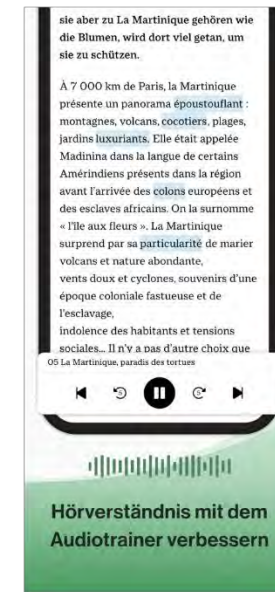 sie aber zu La Martinique gehören wie
die Blumen, wird dort viel getan, um
sie zu schützen.
À 7 000 km de Paris, la Martinique
présente un panorama époustouflant :
montagnes, volcans, cocotiers, plages,
jardins luxuriants. Elle était appelée
Madinina dans la langue de certains
Amérindiens présents dans la région
avant l'arrivée des colons européens et
des esclaves africains. On la surnomme
« l'île aux fleurs ». La Martinique
surprend par sa particularité de marier
volcans et nature abondante,
vents doux et cyclones, souvenirs d'une
époque coloniale fastueuse et de
l'esclavage,
indolence des habitants et tensions
sociales... Il n'y a pas d'autre choix que
05 La Martinique, paradis des tortues
5 5
Hörverständnis mit dem
Audiotrainer verbessern